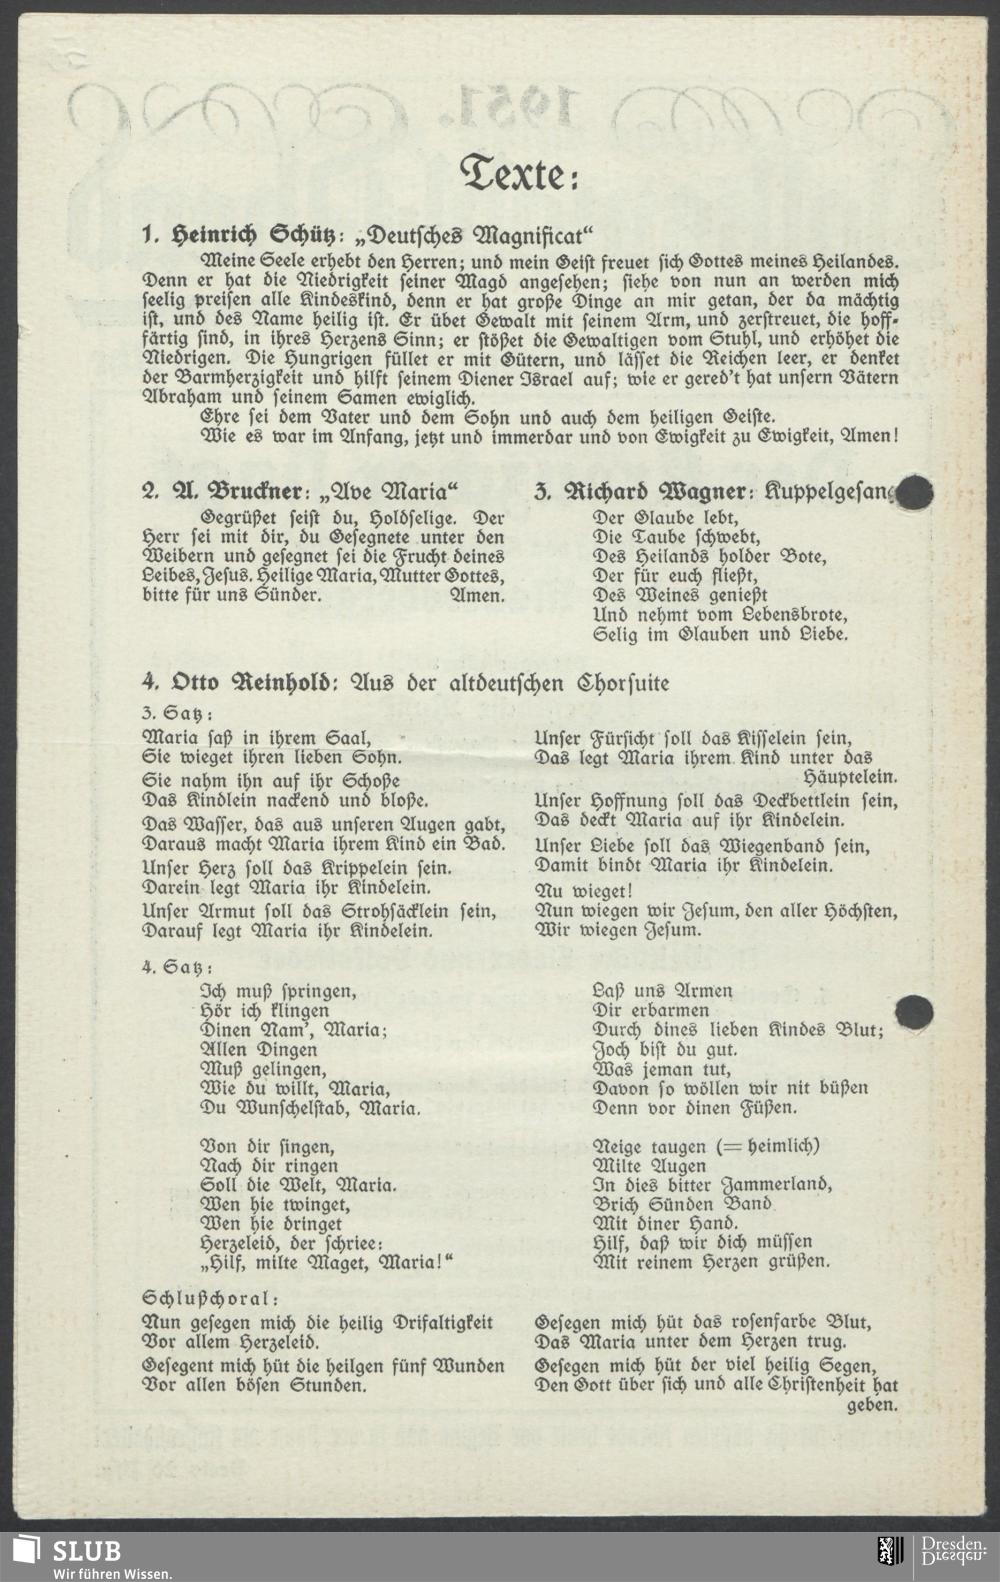 Texte:
1. Heinrich Schütz: „Deutsches Magnificat“
Meine Seele erhebt den Herren; und mein Geist freuet sich Gottes meines Heilandes.
Denn er hat die Niedrigkeit seiner Magd angesehen; siehe von nun an werden mich
seelig preisen alle Kindeskind, denn er hat große Dinge an mir getan, der da mächtig
ist, und des Name heilig ist. Er übet Gewalt mit seinem Arm, und zerstreuet, die hoff-
färtig sind, in ihres Herzens Sinn; er stößet die Gewaltigen vom Stuhl, und erhöhet die
Niedrigen. Die Hungrigen füllet er mit Gütern, und lässet die Reichen leer, er denket
der Barmherzigkeit und hilft seinem Diener Israel auf; wie er gered't hat unsern Vätern
Abraham und seinem Samen ewiglich.
Ehre sei dem Vater und dem Sohn und auch dem heiligen Geiste.
Wie es war im Anfang, jetzt und immerdar und von Ewigkeit zu Ewigkeit, Amen!
2. A. Bruckner: „Ave Maria“
Gegrüßet seist du, Holdselige. Der
Herr sei mit dir, du Gesegnete unter den
Weibern und gesegnet sei die Frucht deines
Leibes, Jesus. Heilige Maria, Mutter Gottes,
bitte für uns Sünder. Amen.
3. Richard Wagner: Kuppelgesang
Der Glaube lebt,
Die Taube schwebt,
Des Heilands holder Bote,
Der für euch fließt,
Des Weines genießt
Und nehmt vom Lebensbrote,
Selig im Glauben und Liebe.
4. Otto Reinhold: Aus der altdeutschen Chorsuite
3. Satz:
Maria saß in ihrem Saal,
Sie wieget ihren lieben Sohn.
Sie nahm ihn auf ihr Schoße
Das Kindlein nackend und bloße.
Das Wasser, das aus unseren Augen gabt,
Daraus macht Maria ihrem Kind ein Bad.
Unser Herz soll das Krippelein sein.
Darein legt Maria ihr Kindelein.
Unser Armut soll das Strohsäcklein sein,
Darauf legt Maria ihr Kindelein.
Unser Fürsicht soll das Kisselein sein,
Das legt Maria ihrem Kind unter das
Häuptelein.
Unser Hoffnung soll das Deckbettlein sein,
Das deckt Maria auf ihr Kindelein.
Unser Liebe soll das Wiegenband sein,
Damit bindt Maria ihr Kindelein.
Nu wieget!
Nun wiegen wir Jesum, den aller Höchsten,
Wir wiegen Jesum.
4. Satz:
Ich muß springen,
Hör ich klingen
Dinen Nam', Maria;
Allen Dingen
Muß gelingen,
Wie du willt, Maria,
Du Wunschelstab, Maria.
Von dir singen,
Nach dir ringen
Soll die Welt, Maria.
Wen hie twinget,
Wen hie dringet
Herzeleid, der schriee:
„Hilf, milte Maget, Maria!“
Laß uns Armen
Dir erbarmen
Durch dines lieben Kindes Blut;
Joch bist du gut.
Was jeman tut,
Davon so wöllen wir nit büßen
Denn vor dinen Füßen.
Neige taugen (= heimlich)
Milte Augen
In dies bitter Jammerland,
Brich Sünden Band
Mit diner Hand.
Hilf, daß wir dich müssen
Mit reinem Herzen grüßen.
Schlußchoral:
Nun gesegen mich die heilig Drifaltigkeit
Vor allem Herzeleid.
Gesegent mich hüt die heilgen fünf Wunden
Vor allen bösen Stunden.
Gesegen mich hüt das rosenfarbe Blut,
Das Maria unter dem Herzen trug.
Gesegen mich hüt der viel heilig Segen,
Den Gott über sich und alle Christenheit hat
geben.
SLUB
Wir führen Wissen.
Dresden.
Dresden.